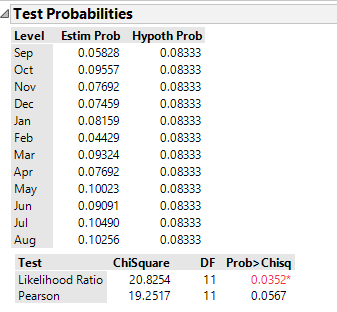 Test Probabilities
Level Estim Prob Hypoth Prob
Sep 0.05828 0.08333
Oct 0.09557 0.08333
Nov 0.07692 0.08333
Dec 0.07459 0.08333
Jan 0.08159 0.08333
Feb 0.04429 0.08333
Mar 0.09324 0.08333
Apr 0.07692 0.08333
May 0.10023 0.08333
Jun 0.09091 0.08333
Jul 0.10490 0.08333
Aug 0.10256 0.08333
Test ChiSquare DF Prob>Chisq
Likelihood Ratio 20.8254 11 0.0352*
Pearson 19.2517 11 0.0567